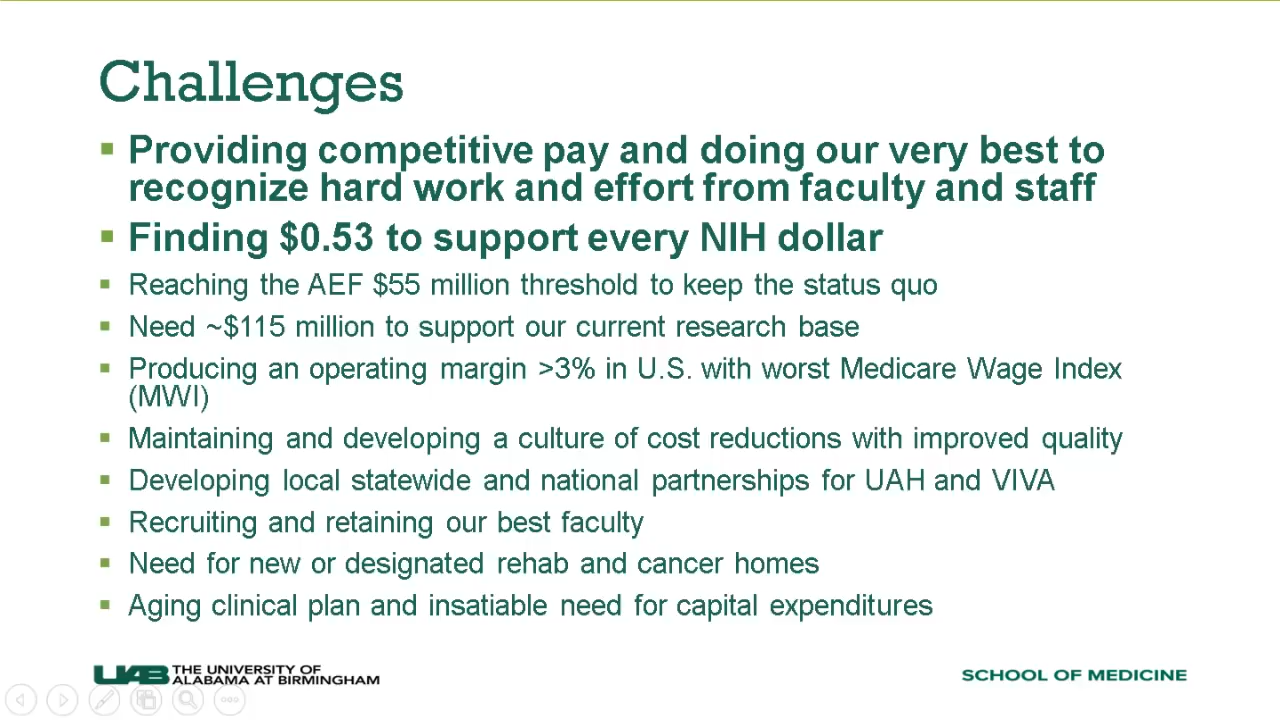 Challenges
▪ Providing competitive pay and doing our very best to
recognize hard work and effort from faculty and staff
▪ Finding $0.53 to support every NIH dollar
▪ Reaching the AEF $55 million threshold to keep the status quo
▪ Need ~$115 million to support our current research base
▪ Producing an operating margin >3% in U.S. with worst Medicare Wage Index
(MWI)
▪ Maintaining and developing a culture of cost reductions with improved quality
▪ Developing local statewide and national partnerships for UAH and VIVA
▪ Recruiting and retaining our best faculty
▪ Need for new or designated rehab and cancer homes
▪ Aging clinical plan and insatiable need for capital expenditures
UAB THE UNIVERSITY OF
ALABAMA AT BIRMINGHAM
SCHOOL OF MEDICINE